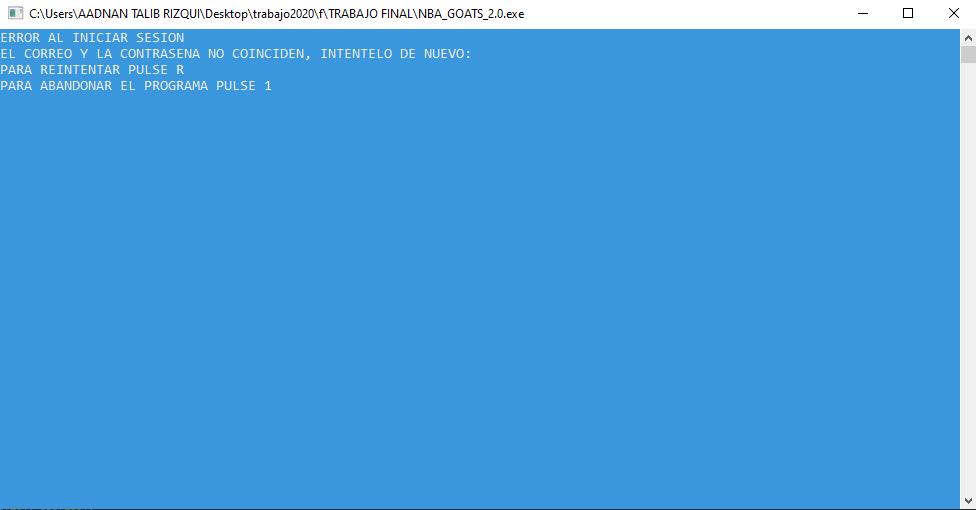 C:\Users\AADNAN TALIB RIZQUI\Desktop\trabajo2020\f\TRABAJO FINAL\NBA_GOATS_2.0.exe
ERROR AL INICIAR SESION
EL CORREO Y LA CONTRASENA NO COINCIDEN, INTENTELO DE NUEVO:
PARA REINTENTAR PULSE R
PARA ABANDONAR EL PROGRAMA PULSE 1